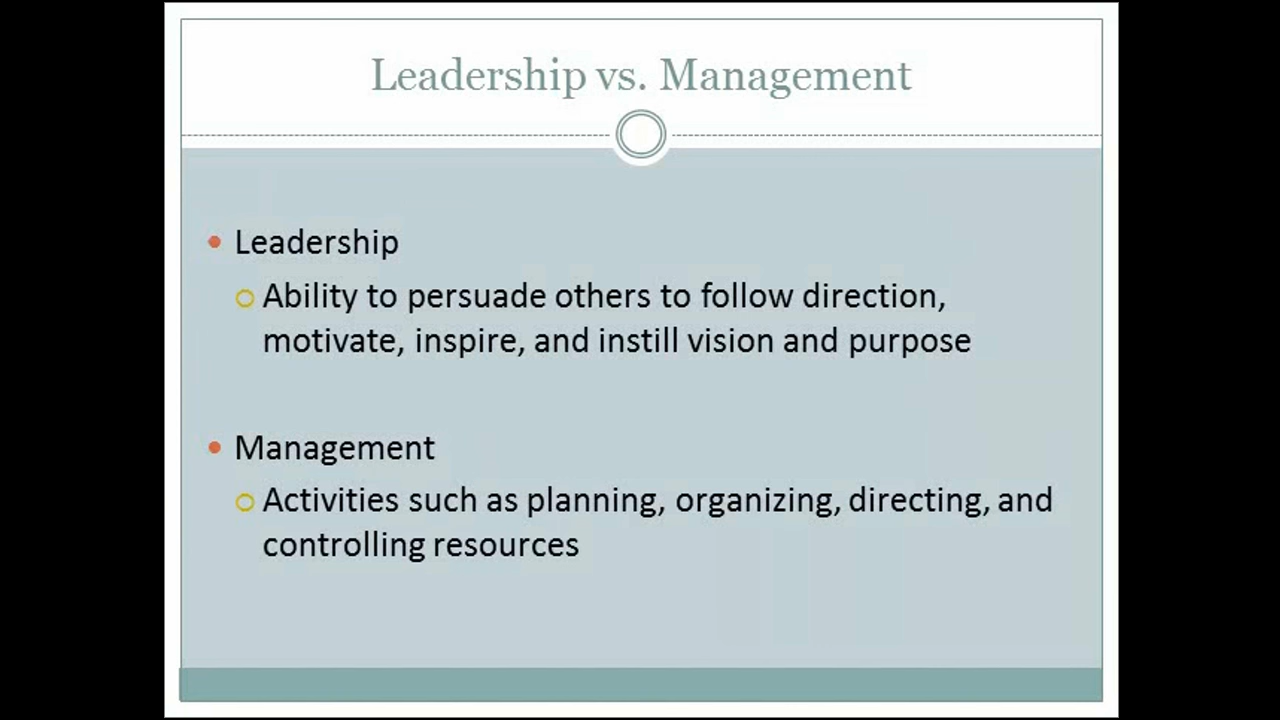 Leadership vs. Management
Leadership
Ability to persuade others to follow direction,
motivate, inspire, and instill vision and purpose
Management
Activities such as planning, organizing, directing, and
controlling resources